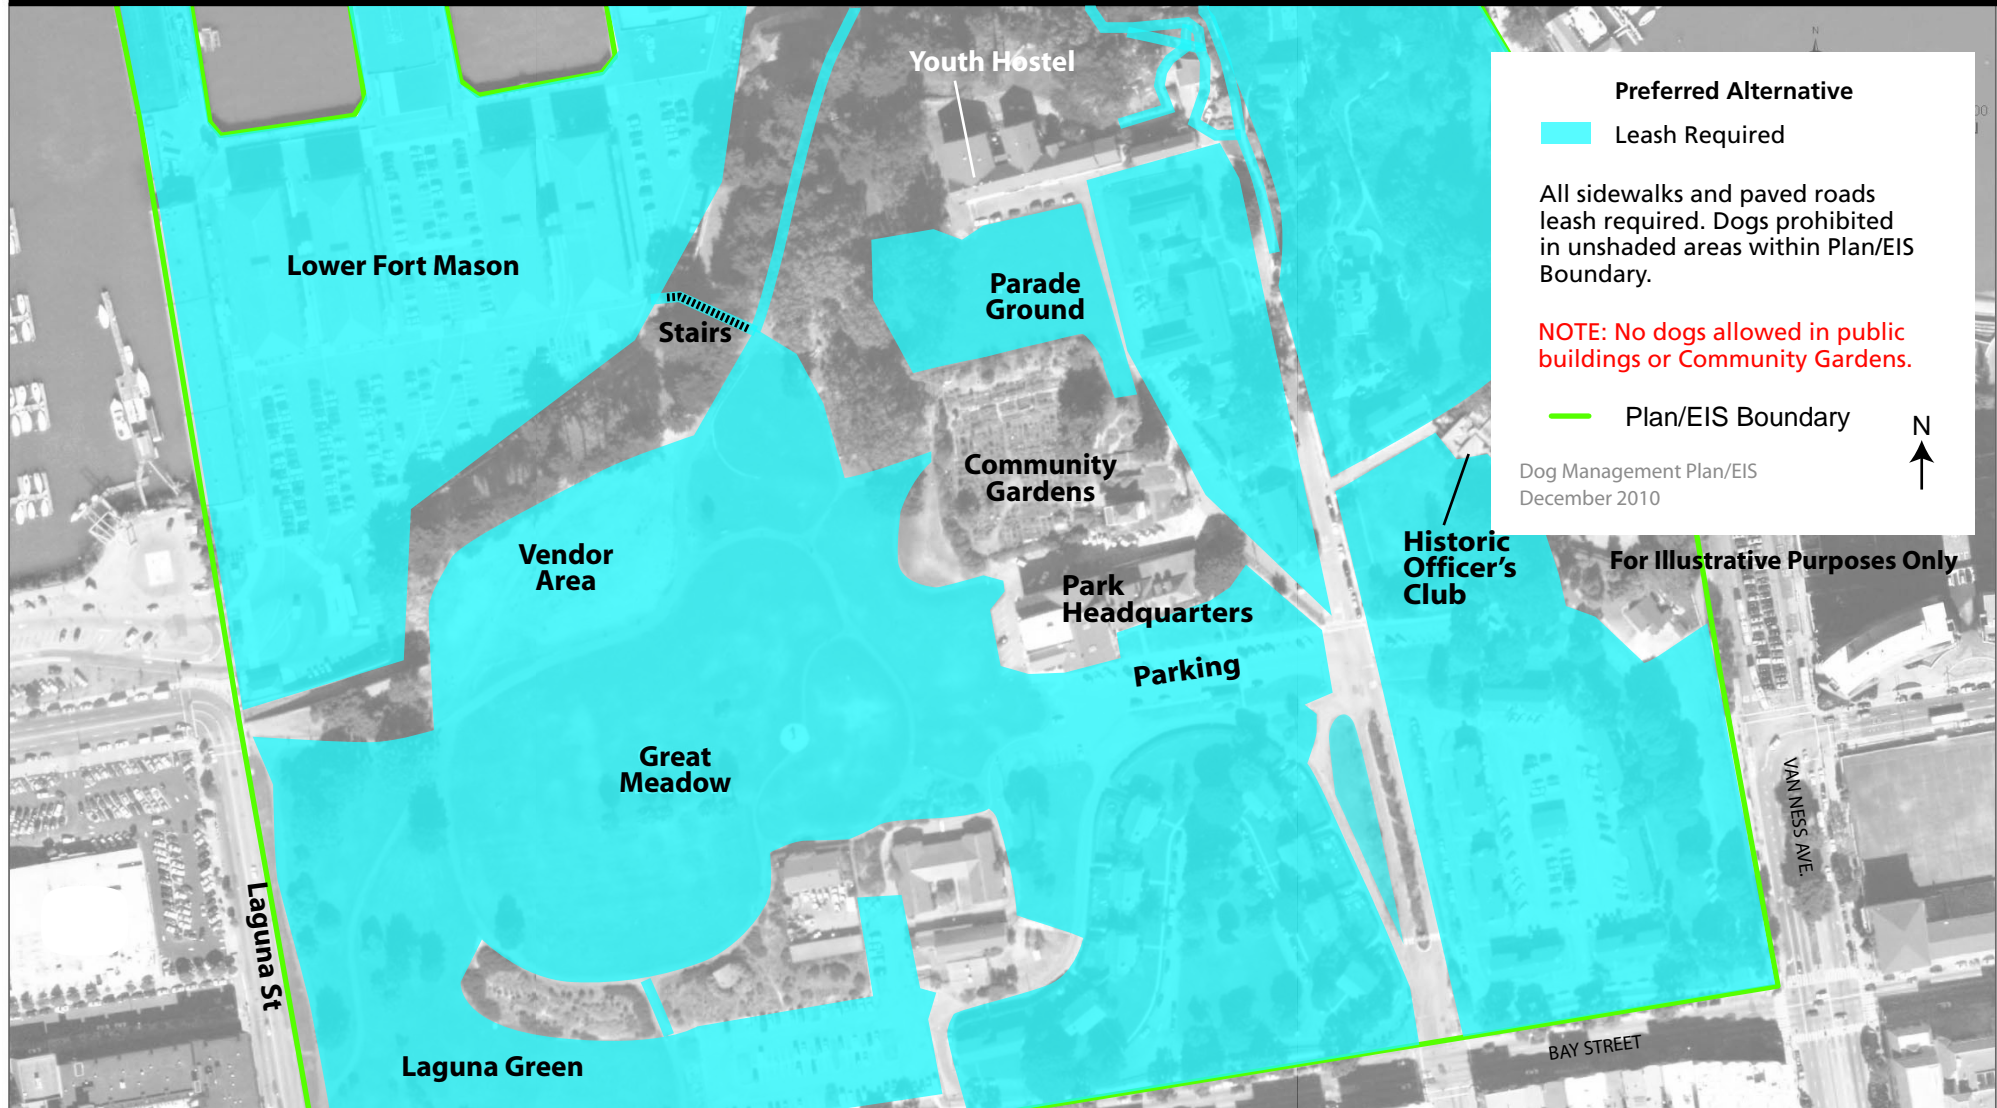 Youth Hostel
Lower Fort Mason
Stairs
Parade
Ground
Community
Gardens
Vendor
Area
Park
Headquarters
Parking
Great
Meadow
Laguna St
Laguna Green
Historic
Officer's
Club
VAN NESS AVE.
BAY STREET
Preferred Alternative
Leash Required
All sidewalks and paved roads
leash required. Dogs prohibited
in unshaded areas within Plan/EIS
Boundary.
NOTE: No dogs allowed in public
buildings or Community Gardens.
Plan/EIS Boundary
N
Dog Management Plan/EIS
December 2010
For Illustrative Purposes Only
N